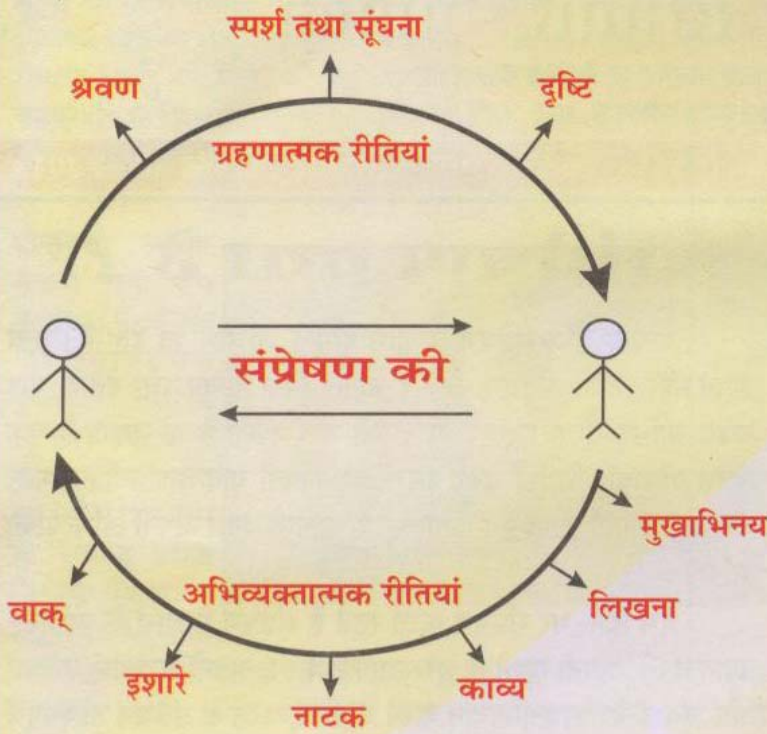 स्पर्श तथा सूंघना
श्रवण
दृष्टि
ग्रहणात्मक रीतियां
संप्रेषण की
मुखाभिनय
लिखना
अभिव्यक्तात्मक रीतियां
वाक्
इशारे
काव्य
नाटक